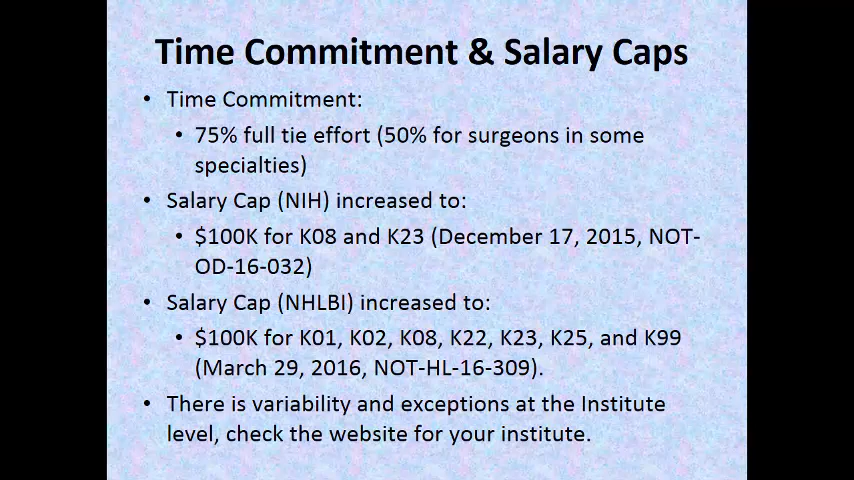 Time Commitment & Salary Caps
• Time Commitment:
• 75% full tie effort (50% for surgeons in some
specialties)
• Salary Cap (NIH) increased to:
• $100K for K08 and K23 (December 17, 2015, NOT-
OD-16-032)
• Salary Cap (NHLBI) increased to:
• $100K for K01, K02, K08, K22, K23, K25, and K99
(March 29, 2016, NOT-HL-16-309).
• There is variability and exceptions at the Institute
level, check the website for your institute.